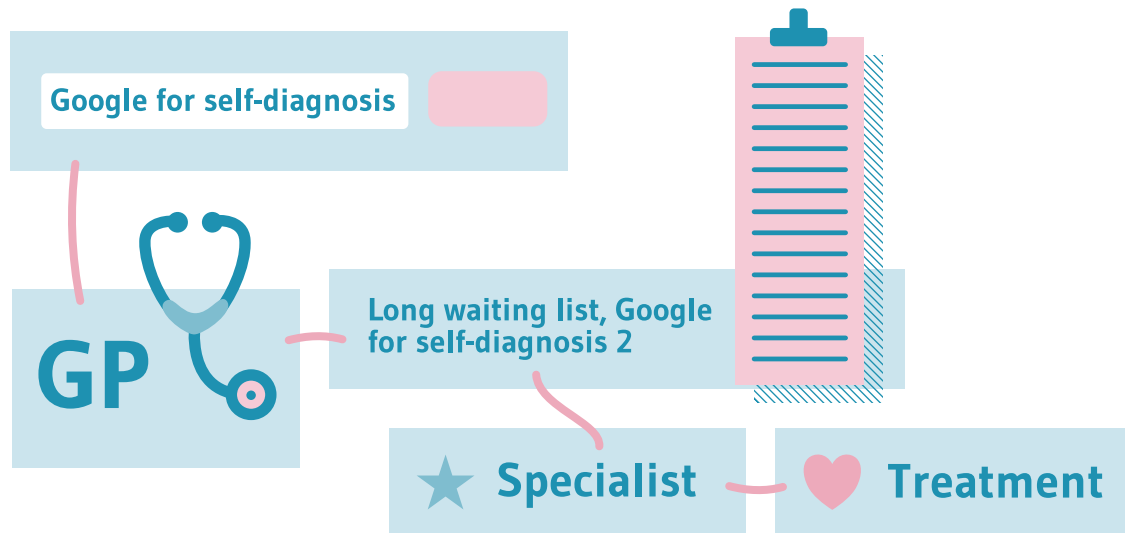 Google for self-diagnosis
GP
Long waiting list, Google
for self-diagnosis 2
Specialist
Treatment